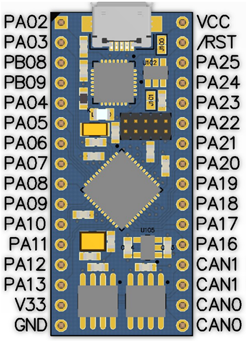 PA02 VCC
PA03 /RST
PB08 PA25
PB09 PA24
PA04 PA23
PA05 PA22
PA06 PA21
PA07 PA20
PA08 PA19
PA09 PA18
PA10 PA17
PA11 PA16
PA12 CAN1
PA13 CAN1
V33 CAN0
GND CAN0
U105